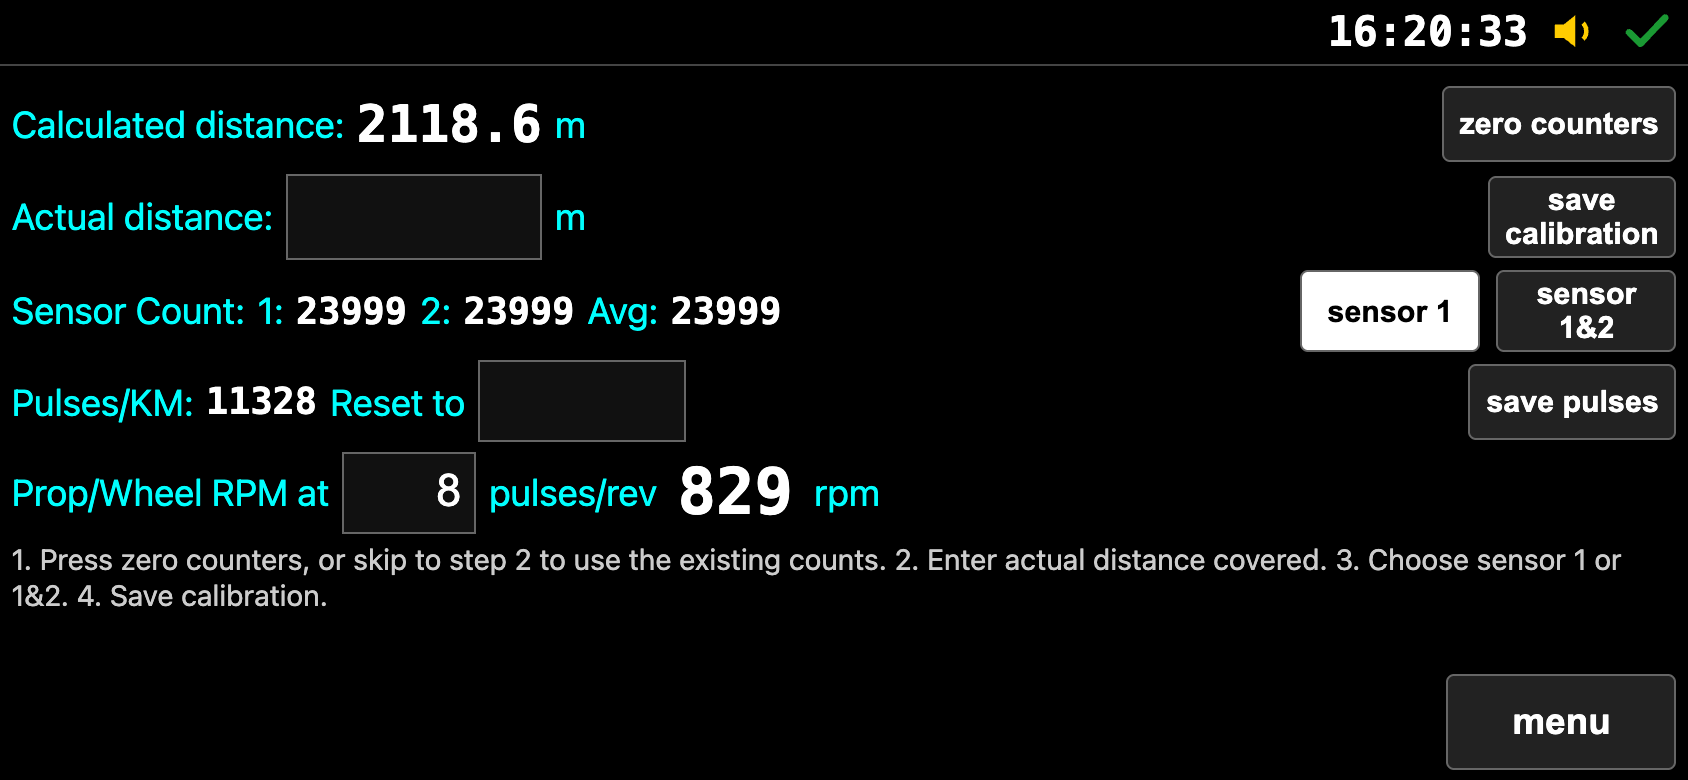 16:20:33
Calculated distance: 2118.6 m
zero counters
Actual distance: m
save
calibration
Sensor Count: 1: 23999 2: 23999 Avg: 23999
sensor 1
sensor
1&2
Pulses/KM: 11328 Reset to
save pulses
Prop/Wheel RPM at 8 pulses/rev 829 rpm
1. Press zero counters, or skip to step 2 to use the existing counts. 2. Enter actual distance covered. 3. Choose sensor 1 or
1&2. 4. Save calibration.
menu